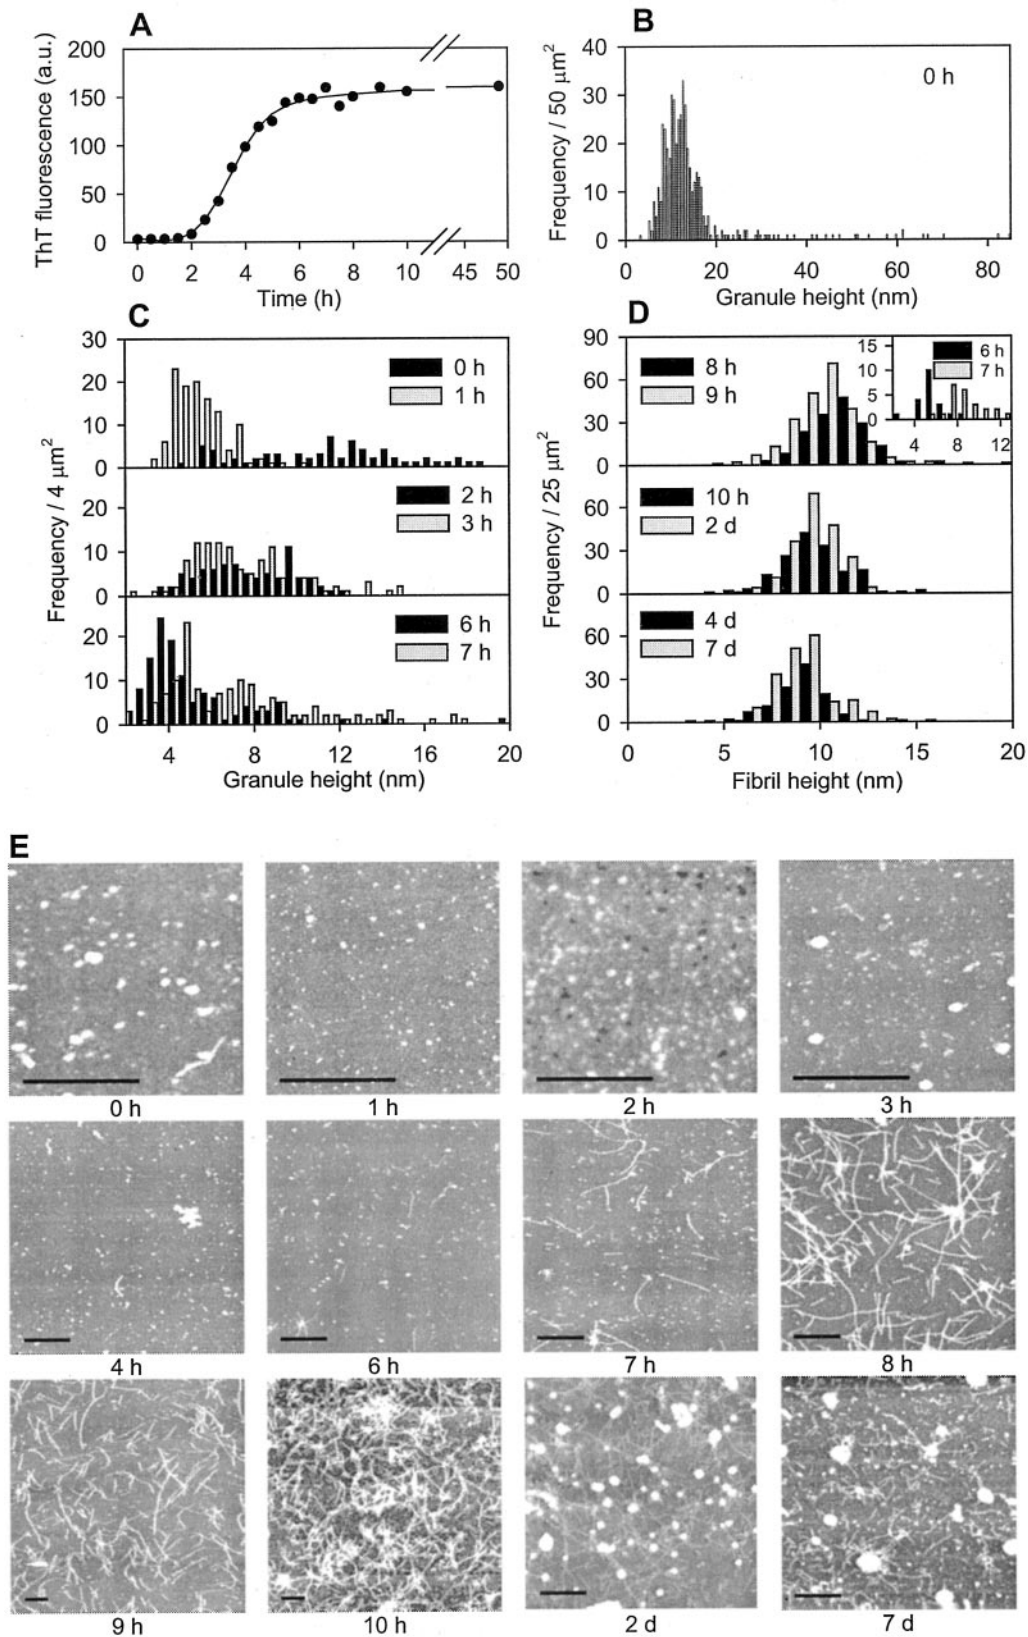 A
ThT fluorescence (a.u.)
200
150
100
50
0
0 2 4 6 8 10 45 50
Time (h)
B
Frequency / 50 μm2
40
30
20
10
0
0 h
0 20 40 60 80
Granule height (nm)
C
Frequency / 4 μm2
30
20
10
0
0 h
1 h
20
10
0
2 h
3 h
20
10
0
6 h
7 h
4 8 12 16 20
Granule height (nm)
D
Frequency / 25 μm2
90
60
30
0
8 h
9 h
15
10
5
0
6 h
7 h
4 8 12
60
30
0
10 h
2 d
60
30
0
4 d
7 d
0 5 10 15 20
Fibril height (nm)
E
0 h 1 h 2 h 3 h
4 h 6 h 7 h 8 h
9 h 10 h 2 d 7 d